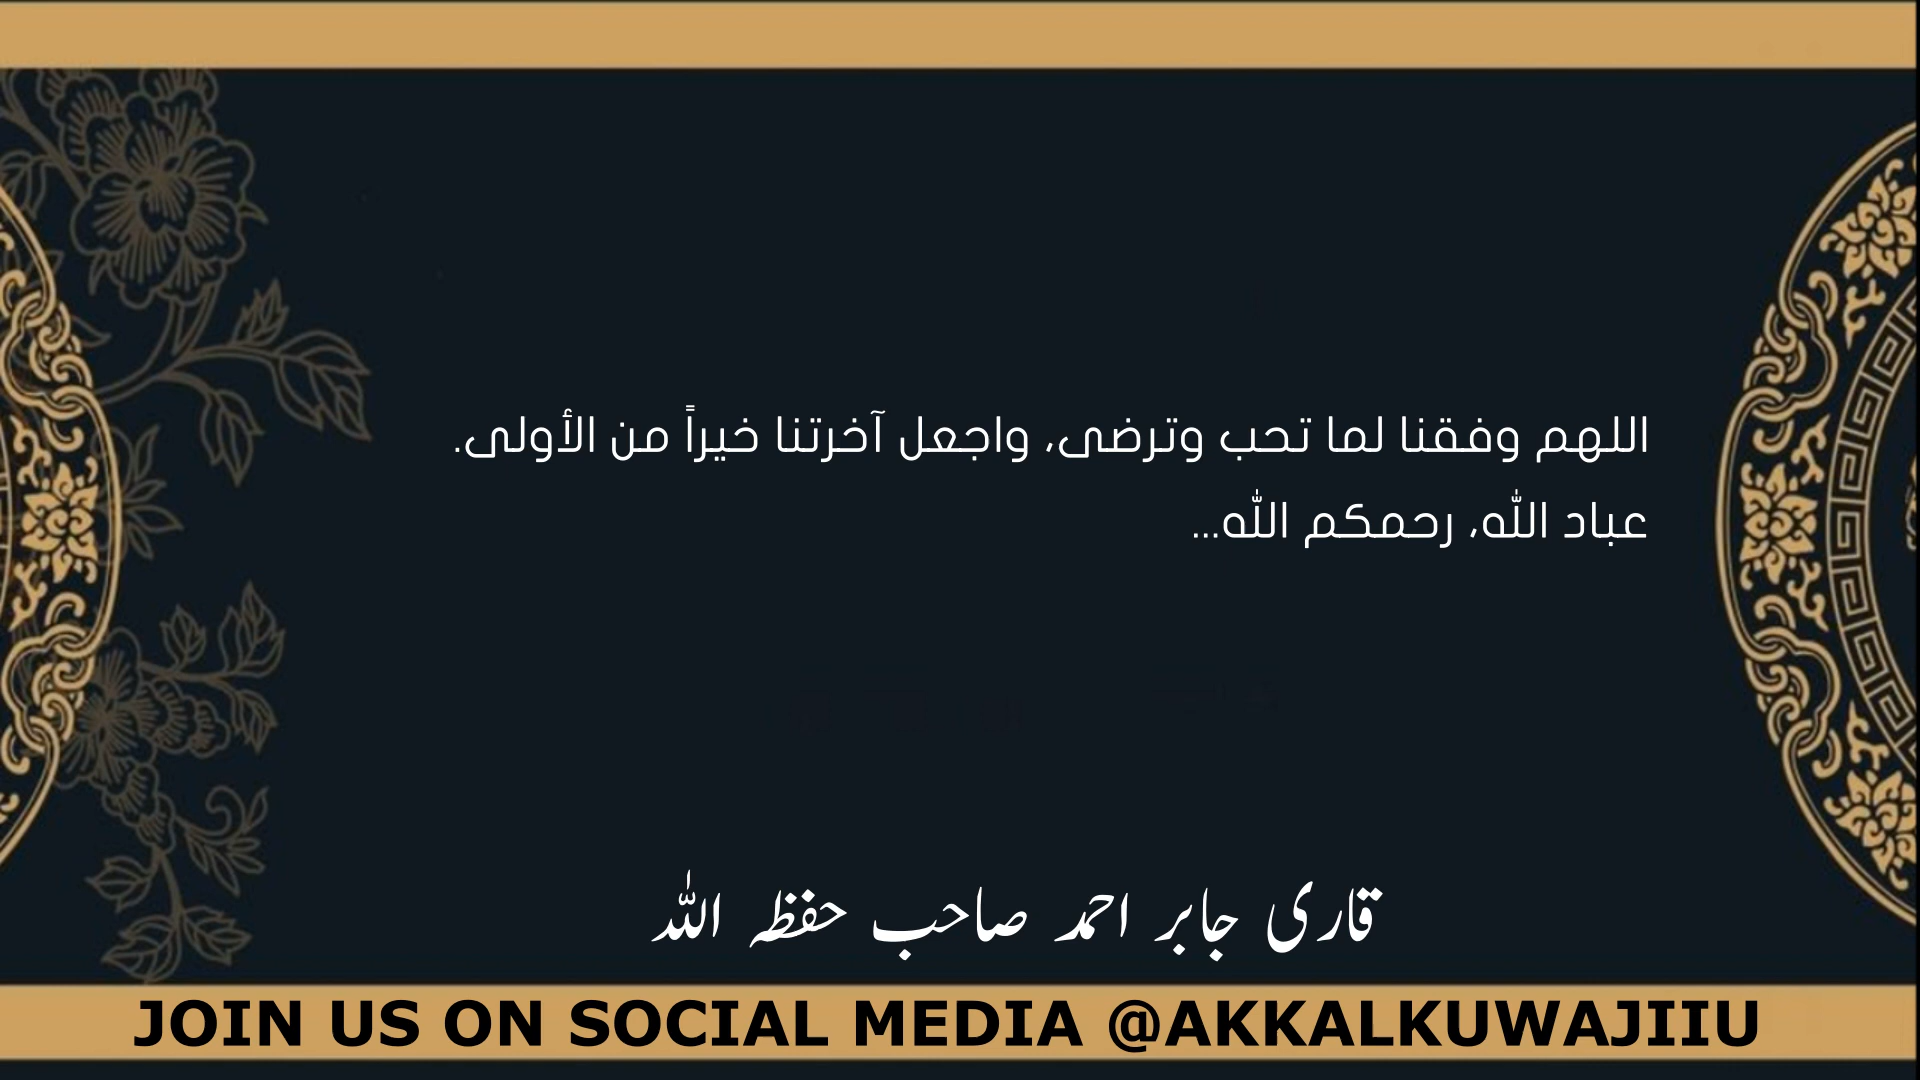 اللهم وفقنا لما تحب وترضى، واجعل آخرتنا خيراً من الأولى.
عباد الله، رحمكم الله...
قاری جابر احمد صاحب حفظہ اللہ
JOIN US ON SOCIAL MEDIA @AKKALKUWAJIIU